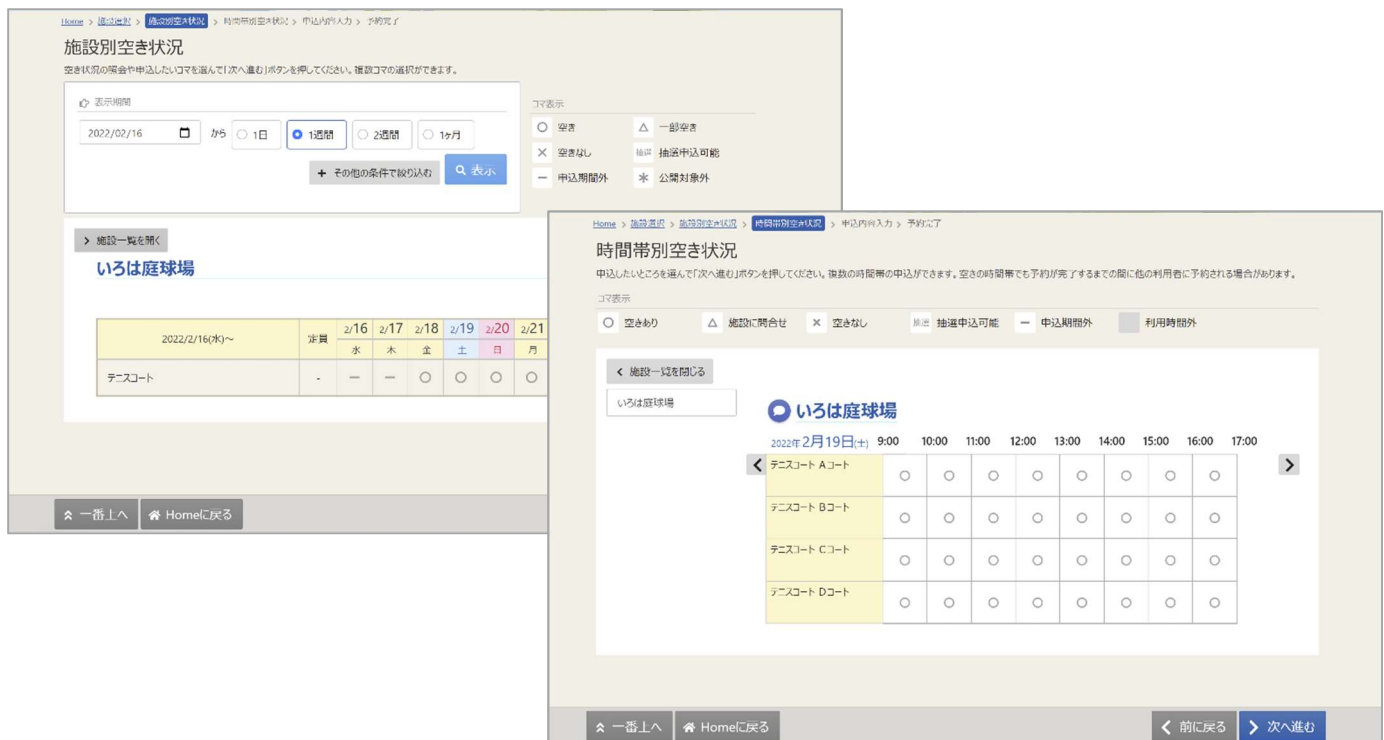 Home > 施設選択 > 施設別空き状況 > 時間帯別空き状況 > 申込内容入力 > 予約完了
施設別空き状況
空き状況の照会や申込したいコマを選んで「次へ進む」ボタンを押してください。複数コマの選択ができます。
表示期間
2022/02/16 から 1日 1週間 2週間 1ヶ月
+ その他の条件で絞り込む 表示
コマ表示
○ 空き △ 一部空き
× 空きなし 抽選 抽選申込可能
− 申込期間外 * 公開対象外
> 施設一覧を開く
いろは庭球場
2022/2/16(水)～ 定員 2/16 2/17 2/18 2/19 2/20 2/21
水 木 金 土 日 月
テニスコート - − − ○ ○ ○ ○
一番上へ Homeに戻る
Home > 施設選択 > 施設別空き状況 > 時間帯別空き状況 > 申込内容入力 > 予約完了
時間帯別空き状況
申込したいところを選んで「次へ進む」ボタンを押してください。複数の時間帯の申込ができます。空きの時間帯でも予約が完了するまでの間に他の利用者に予約される場合があります。
コマ表示
○ 空きあり △ 施設に問合せ × 空きなし 抽選 抽選申込可能 − 申込期間外 利用時間外
< 施設一覧を閉じる
いろは庭球場
いろは庭球場
2022年2月19日(土) 9:00 10:00 11:00 12:00 13:00 14:00 15:00 16:00 17:00
テニスコート Aコート ○ ○ ○ ○ ○ ○ ○ ○
テニスコート Bコート ○ ○ ○ ○ ○ ○ ○ ○
テニスコート Cコート ○ ○ ○ ○ ○ ○ ○ ○
テニスコート Dコート ○ ○ ○ ○ ○ ○ ○ ○
一番上へ Homeに戻る < 前に戻る > 次へ進む